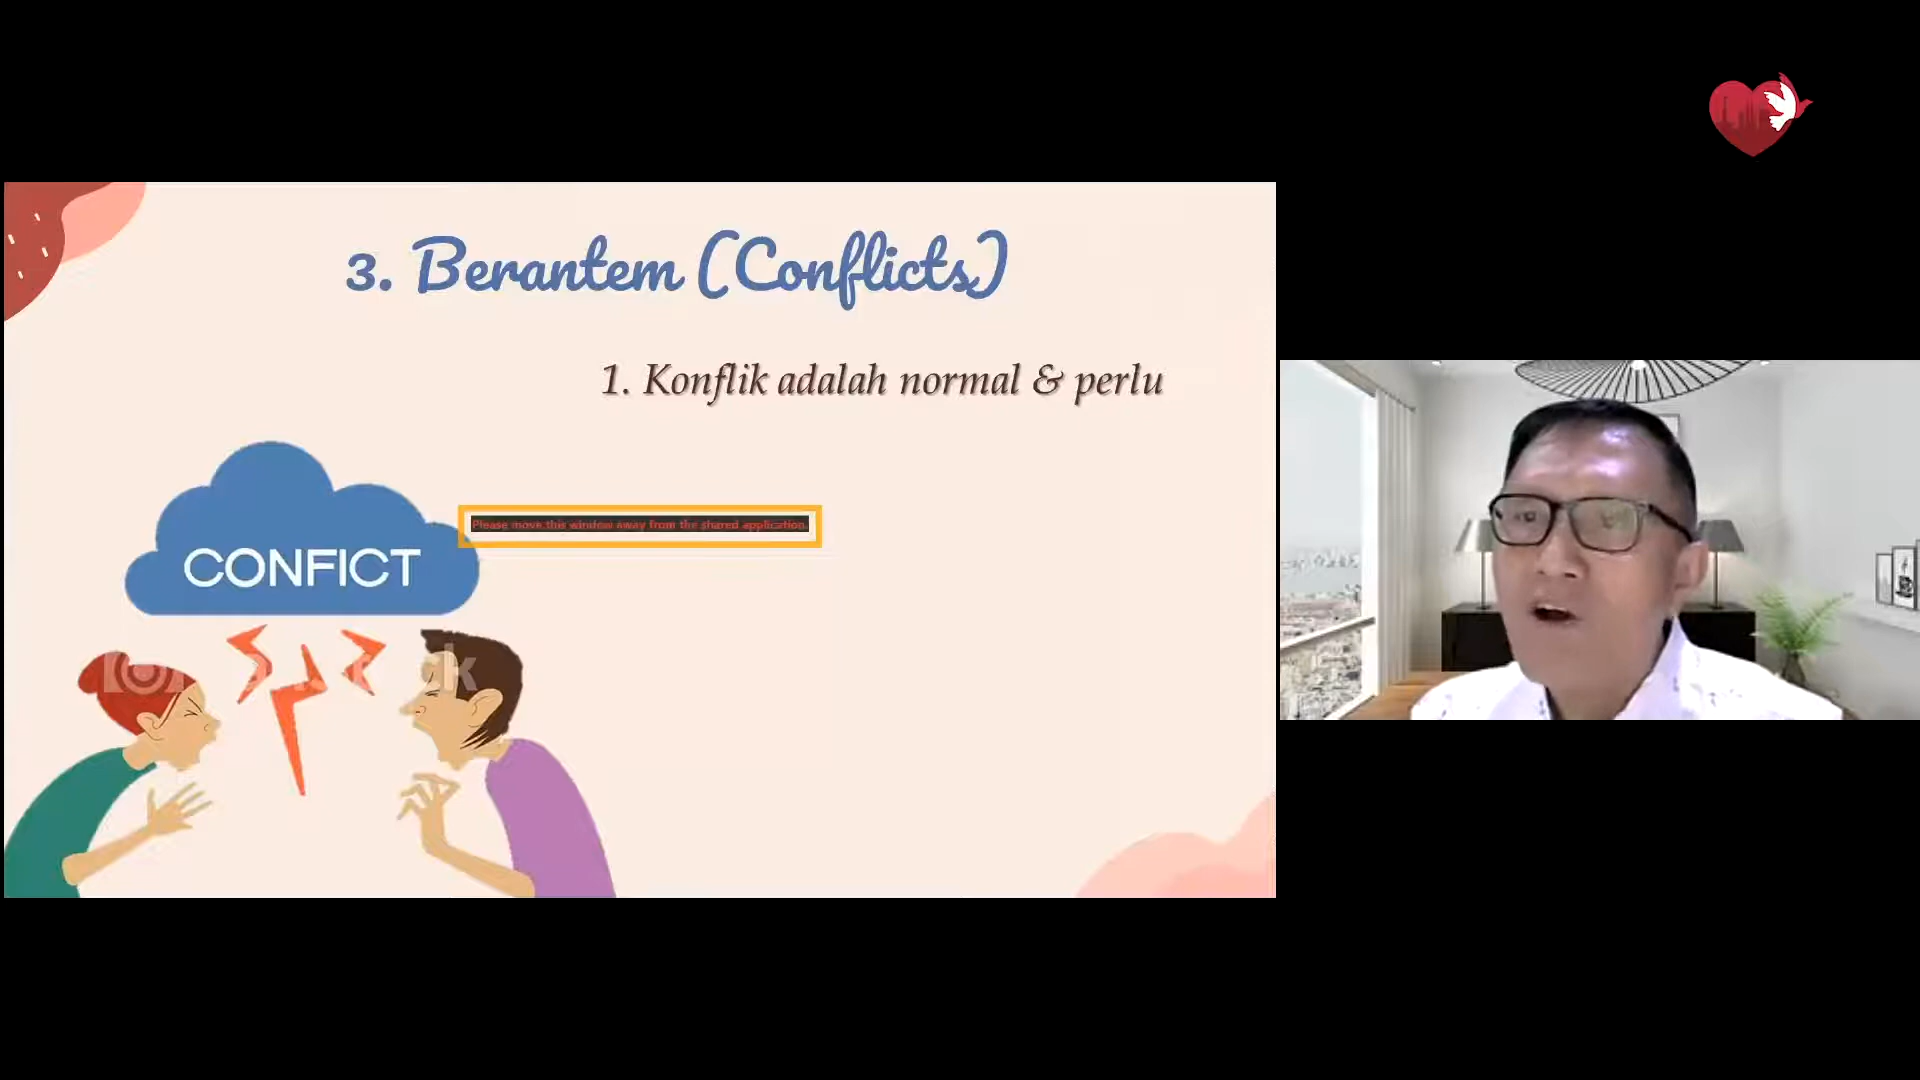 3. Berantem (Conflicts)
1. Konflik adalah normal & perlu
Please move this window away from the shared application.
CONFICT